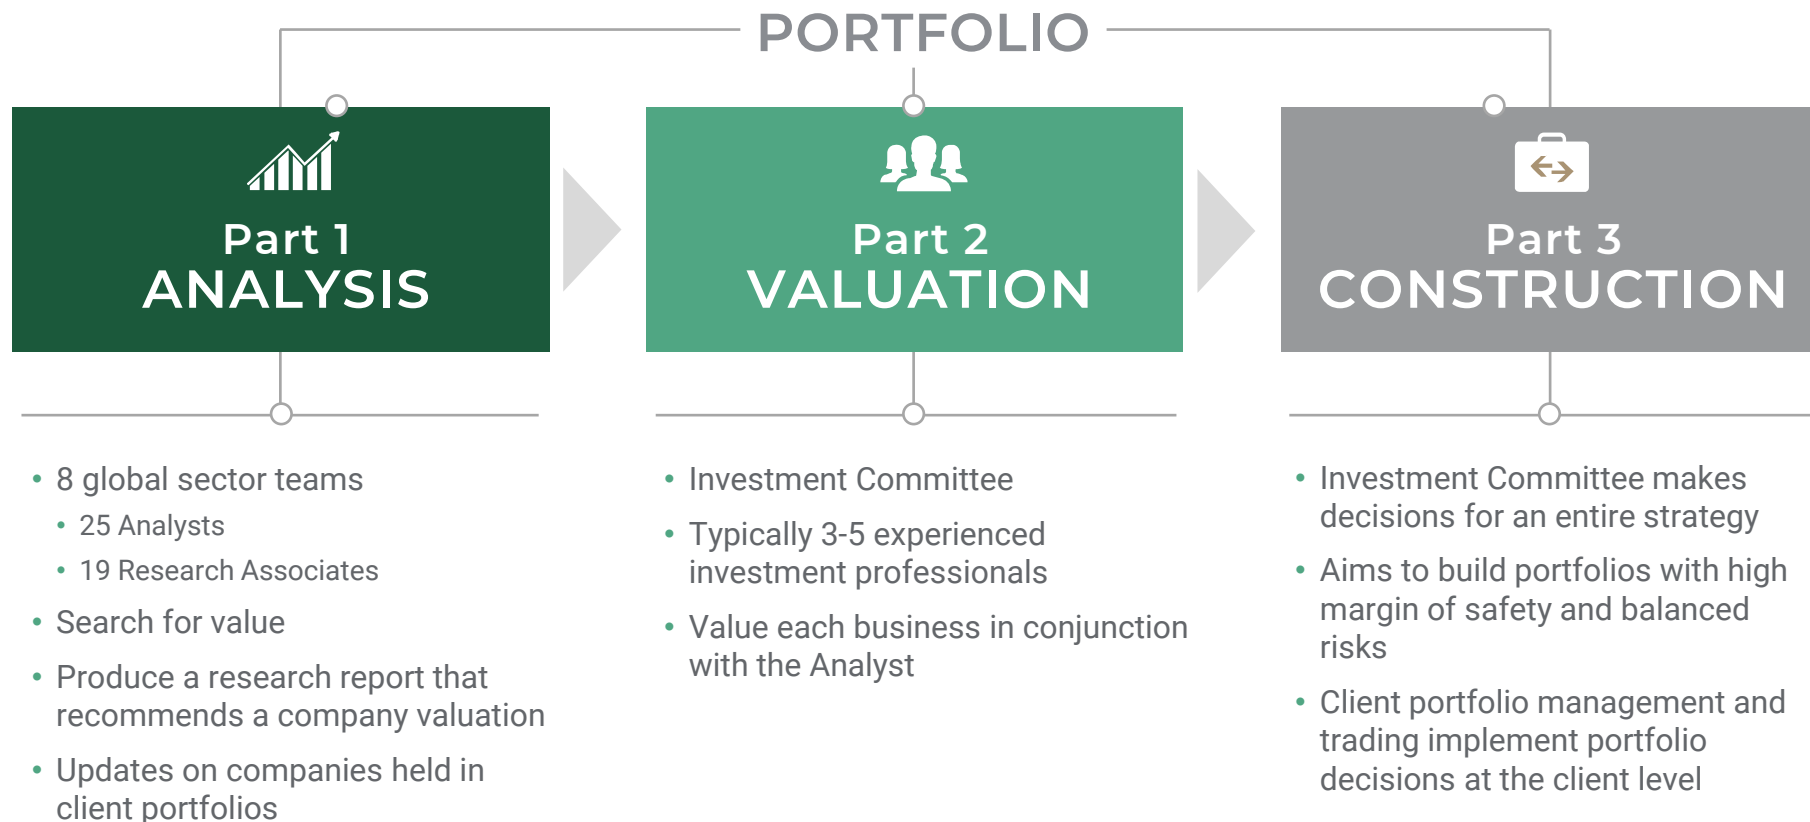 PORTFOLIO
Part 1
ANALYSIS
• 8 global sector teams
• 25 Analysts
• 19 Research Associates
• Search for value
• Produce a research report that
recommends a company valuation
• Updates on companies held in
client portfolios
Part 2
VALUATION
• Investment Committee
• Typically 3-5 experienced
investment professionals
• Value each business in conjunction
with the Analyst
Part 3
CONSTRUCTION
• Investment Committee makes
decisions for an entire strategy
• Aims to build portfolios with high
margin of safety and balanced
risks
• Client portfolio management and
trading implement portfolio
decisions at the client level